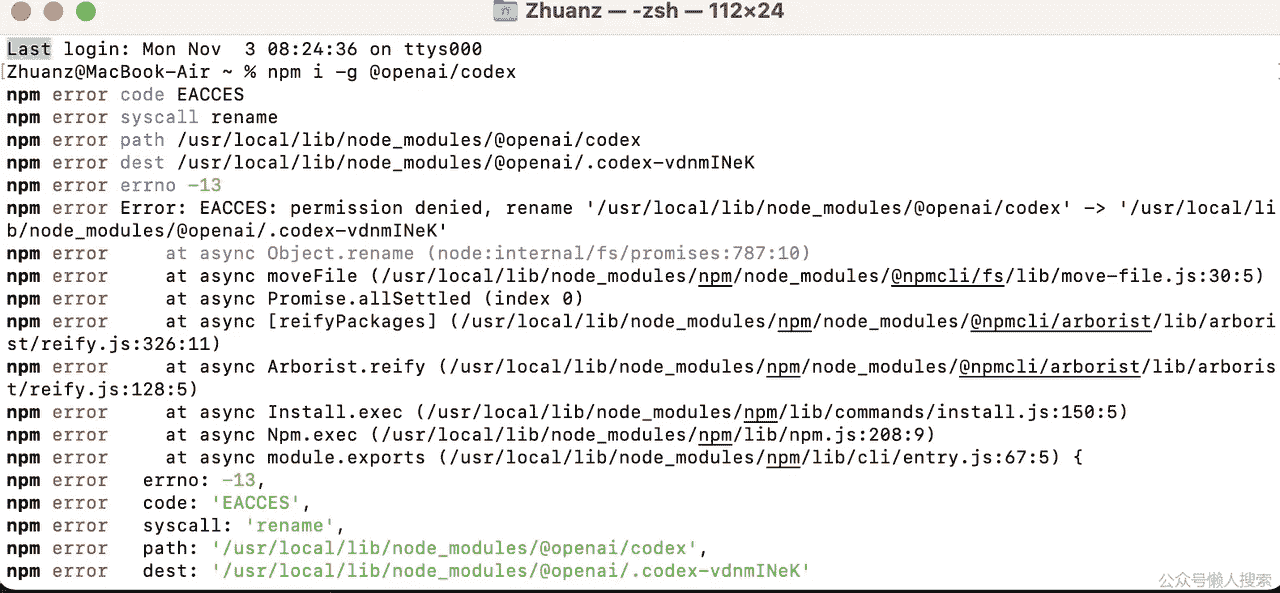 Zhuanz — -zsh — 112×24
Last login: Mon Nov  3 08:24:36 on ttys000
[Zhuanz@MacBook-Air ~ % npm i -g @openai/codex
npm error code EACCES
npm error syscall rename
npm error path /usr/local/lib/node_modules/@openai/codex
npm error dest /usr/local/lib/node_modules/@openai/.codex-vdnmINeK
npm error errno -13
npm error Error: EACCES: permission denied, rename '/usr/local/lib/node_modules/@openai/codex' -> '/usr/local/li
b/node_modules/@openai/.codex-vdnmINeK'
npm error     at async Object.rename (node:internal/fs/promises:787:10)
npm error     at async moveFile (/usr/local/lib/node_modules/npm/node_modules/@npmcli/fs/lib/move-file.js:30:5)
npm error     at async Promise.allSettled (index 0)
npm error     at async [reifyPackages] (/usr/local/lib/node_modules/npm/node_modules/@npmcli/arborist/lib/arbori
st/reify.js:326:11)
npm error     at async Arborist.reify (/usr/local/lib/node_modules/npm/node_modules/@npmcli/arborist/lib/arboris
t/reify.js:128:5)
npm error     at async Install.exec (/usr/local/lib/node_modules/npm/lib/commands/install.js:150:5)
npm error     at async Npm.exec (/usr/local/lib/node_modules/npm/lib/npm.js:208:9)
npm error     at async module.exports (/usr/local/lib/node_modules/npm/lib/cli/entry.js:67:5) {
npm error   errno: -13,
npm error   code: 'EACCES',
npm error   syscall: 'rename',
npm error   path: '/usr/local/lib/node_modules/@openai/codex',
npm error   dest: '/usr/local/lib/node_modules/@openai/.codex-vdnmINeK'
公众号懒人搜索